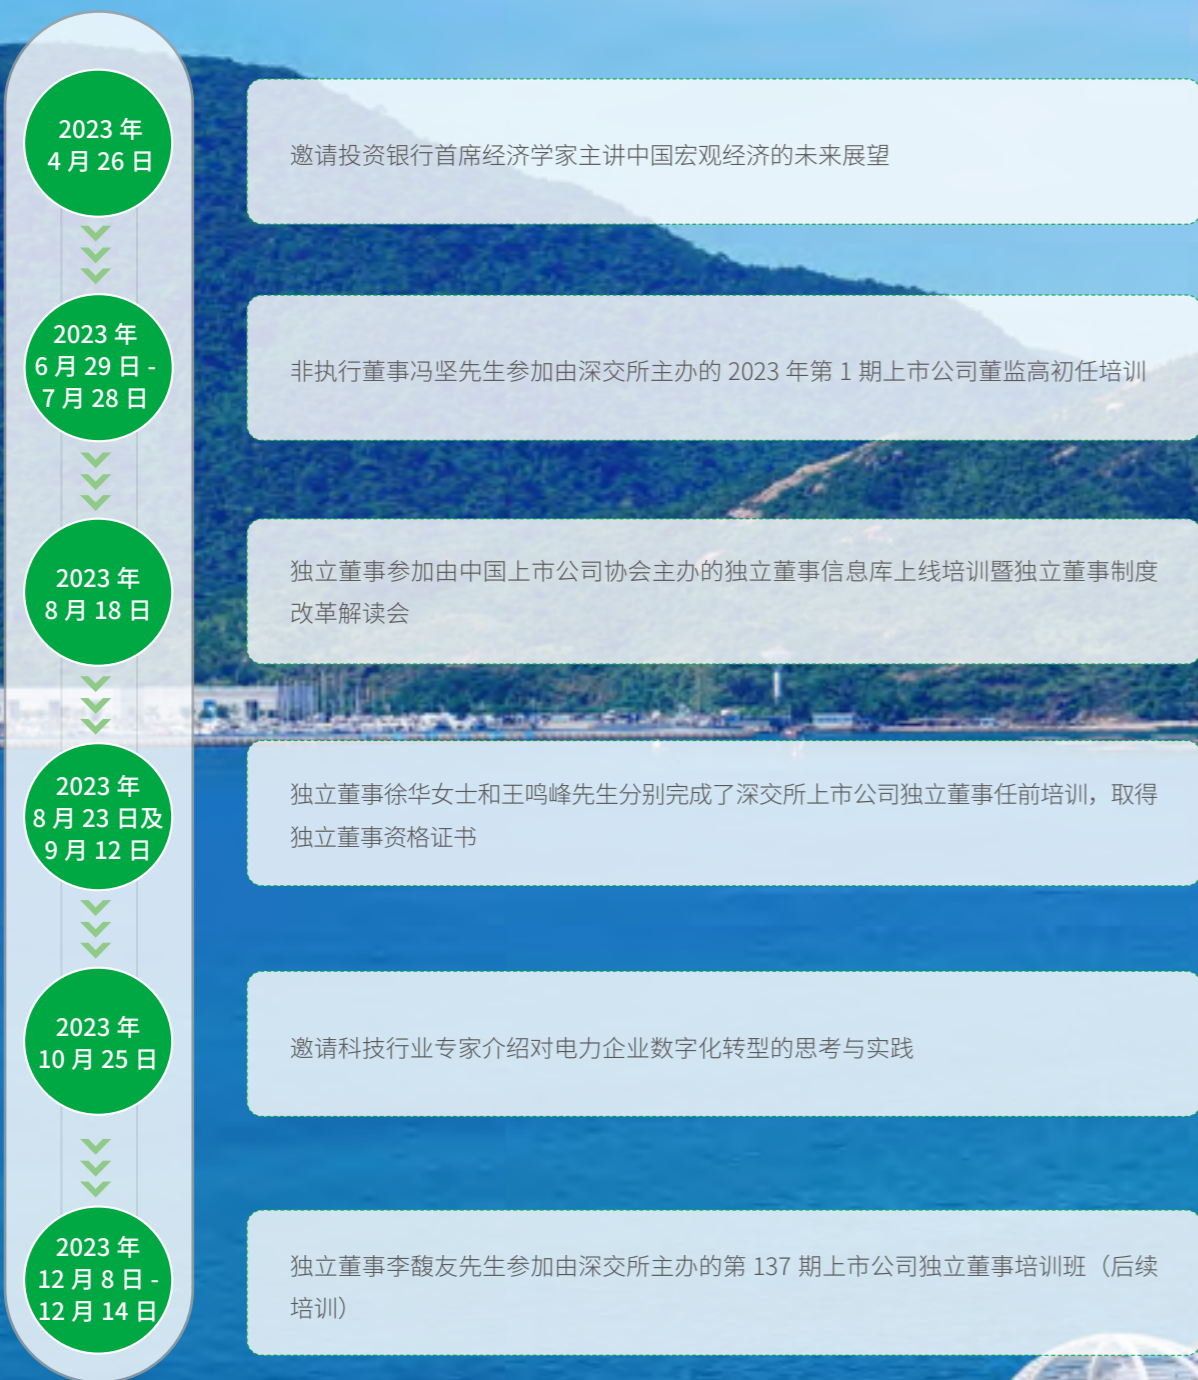 2023 年
4 月 26 日
邀请投资银行首席经济学家主讲中国宏观经济的未来展望
2023 年
6 月 29 日 -
7 月 28 日
非执行董事冯坚先生参加由深交所主办的 2023 年第 1 期上市公司董监高初任培训
2023 年
8 月 18 日
独立董事参加由中国上市公司协会主办的独立董事信息库上线培训暨独立董事制度
改革解读会
2023 年
8 月 23 日及
9 月 12 日
独立董事徐华女士和王鸣峰先生分别完成了深交所上市公司独立董事任前培训，取得
独立董事资格证书
2023 年
10 月 25 日
邀请科技行业专家介绍对电力企业数字化转型的思考与实践
2023 年
12 月 8 日 -
12 月 14 日
独立董事李馥友先生参加由深交所主办的第 137 期上市公司独立董事培训班（后续
培训）